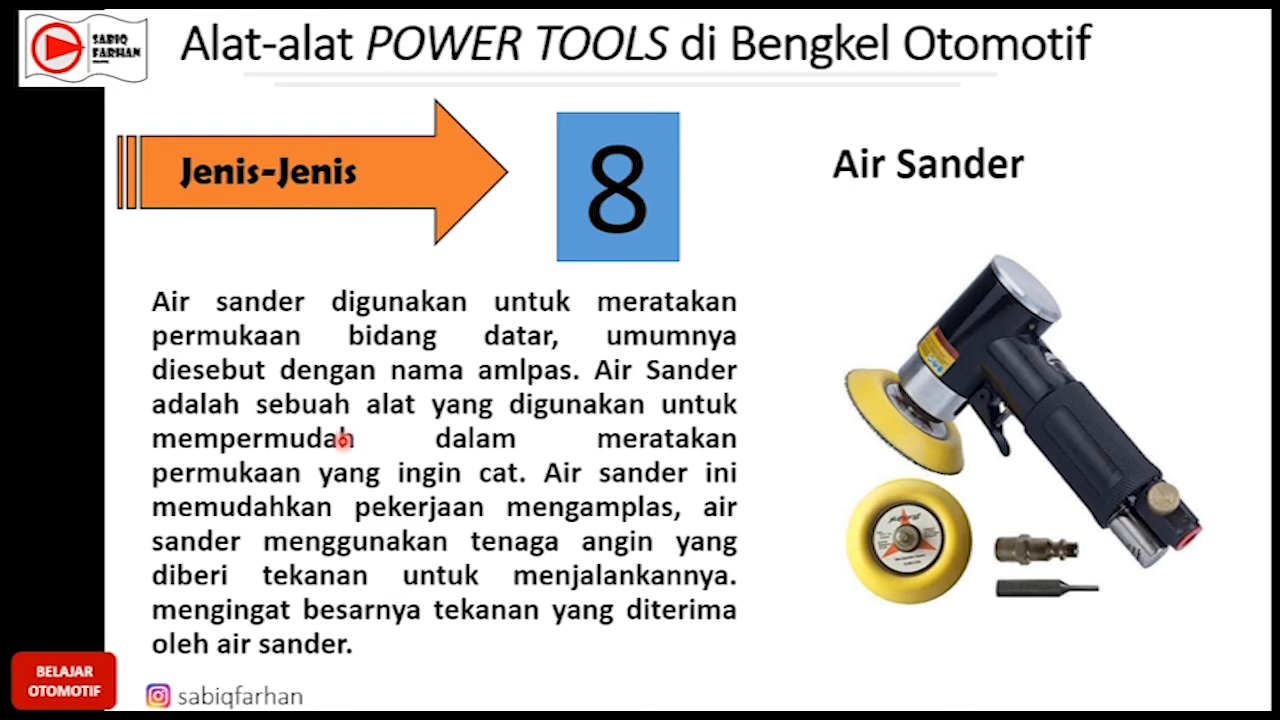 SABIQ
FARHAN
Alat-alat POWER TOOLS di Bengkel Otomotif
Jenis-Jenis
8
Air Sander
Air sander digunakan untuk meratakan
permukaan bidang datar, umumnya
diesebut dengan nama amlpas. Air Sander
adalah sebuah alat yang digunakan untuk
mempermudah dalam meratakan
permukaan yang ingin cat. Air sander ini
memudahkan pekerjaan mengamplas, air
sander menggunakan tenaga angin yang
diberi tekanan untuk menjalankannya.
mengingat besarnya tekanan yang diterima
oleh air sander.
BELAJAR
OTOMOTIF
sabiqfarhan